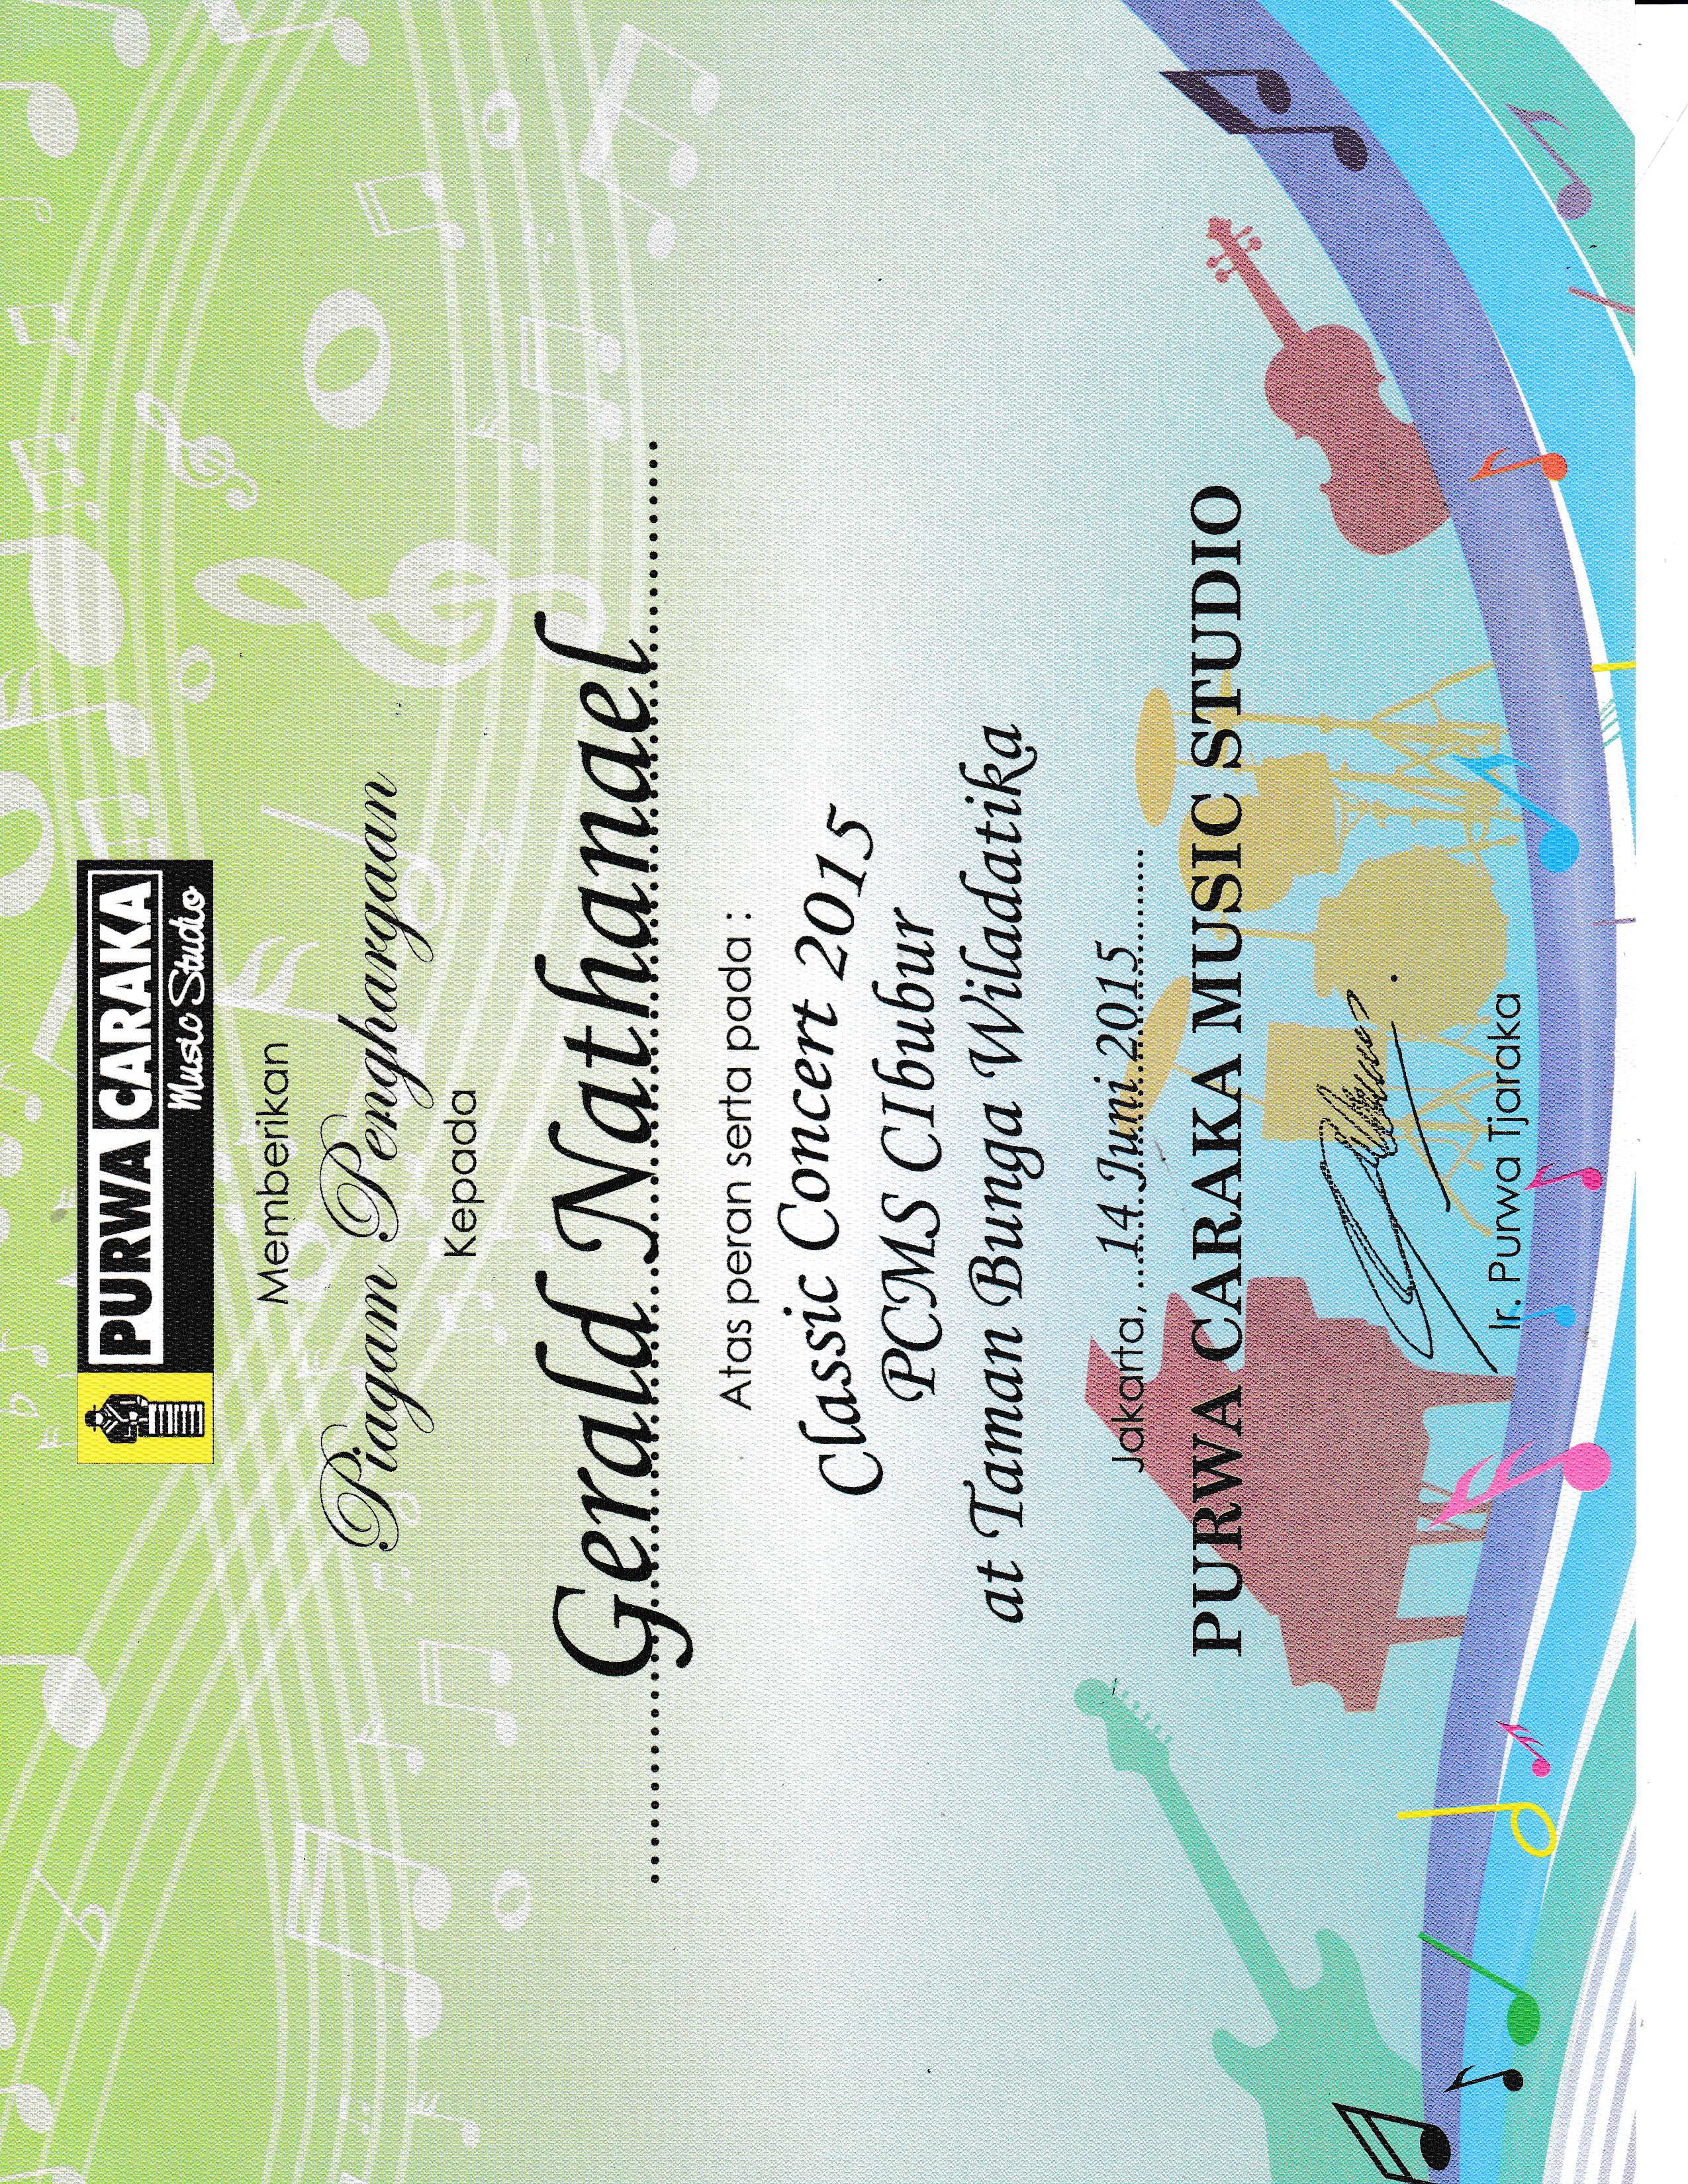 PURWA CARAKA
Music Studio
Memberikan
Piagam Penghargaan
Kepada
Gerald Nathanael
Atas peran serta pada :
Classic Concert 2015
PCMS CIbubur
at Taman Bunga Wiladatika
Jakarta, ...14 Juni 2015...
PURWA CARAKA MUSIC STUDIO
Ir. Purwa Tjaraka